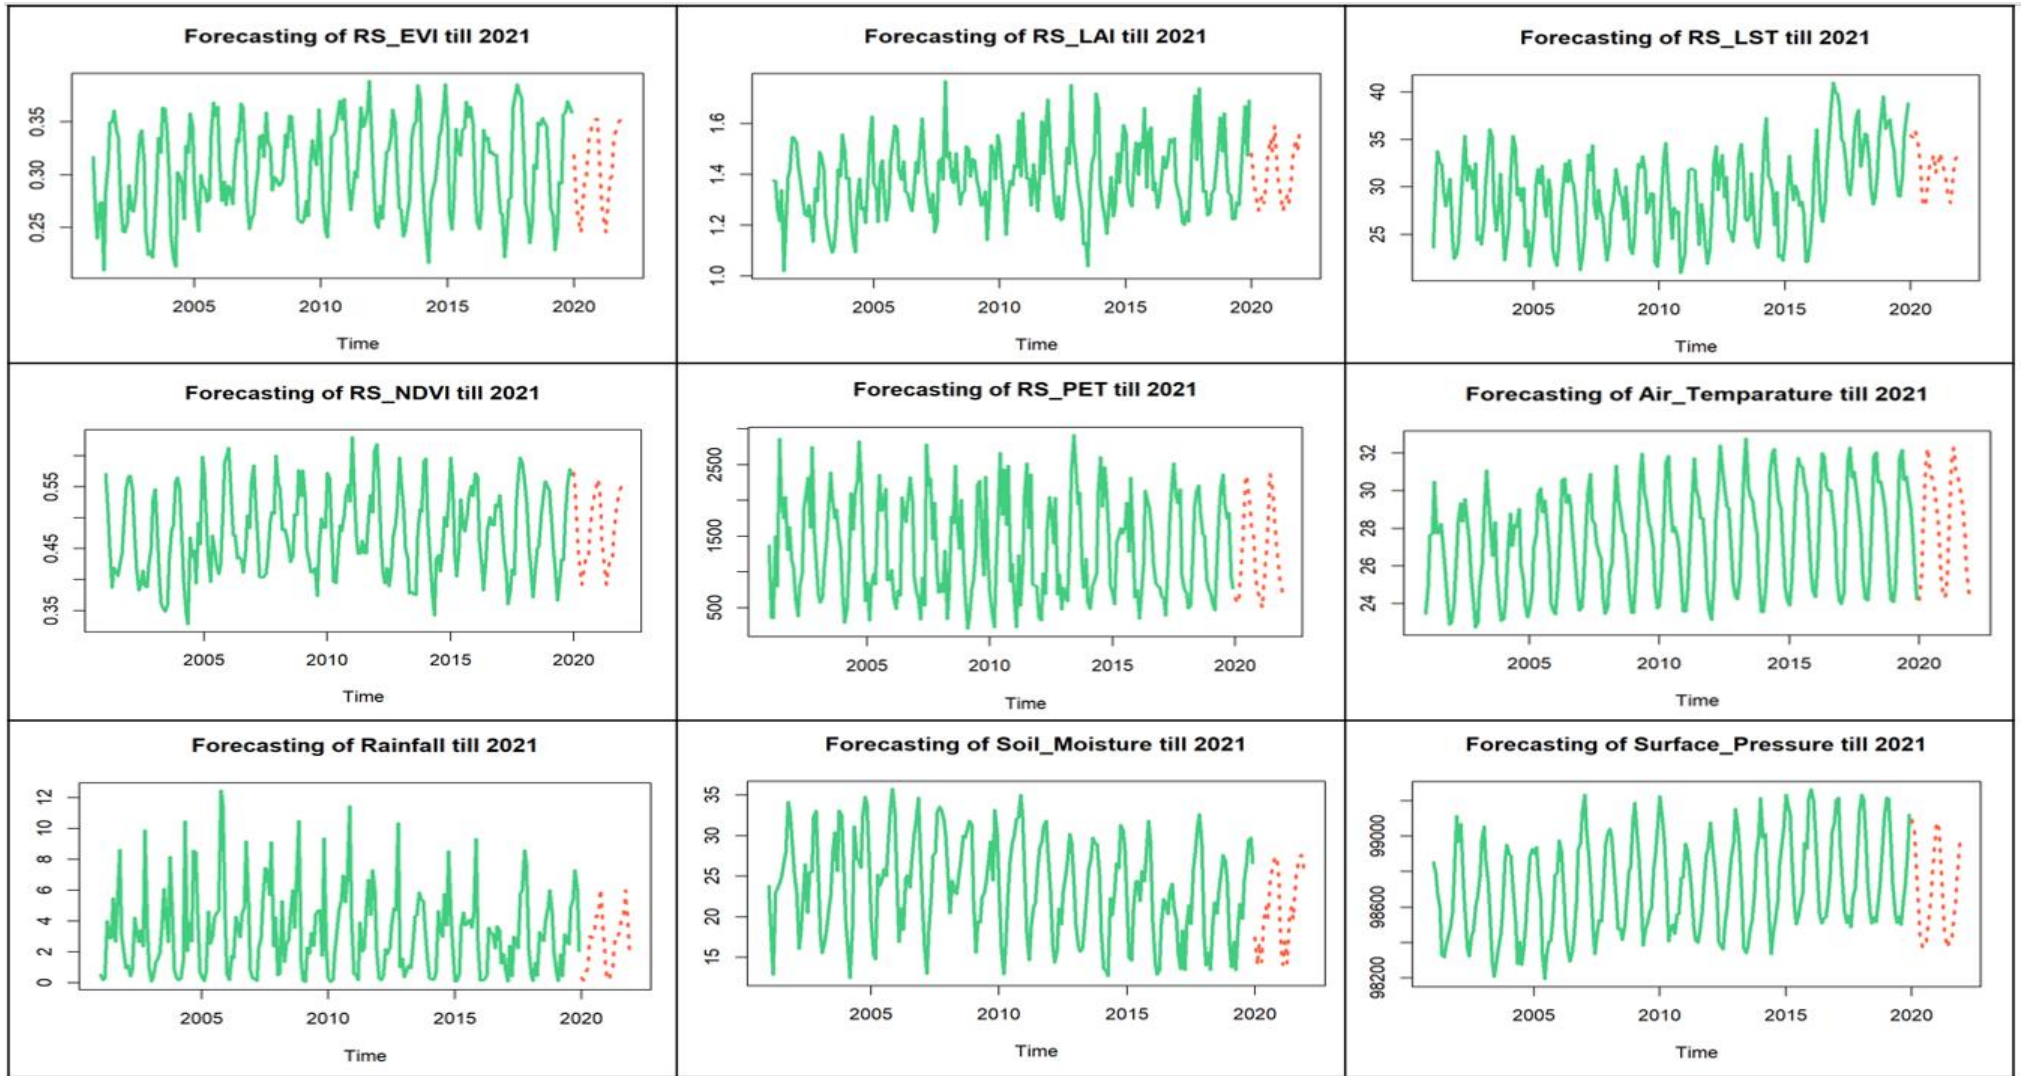 Forecasting of RS_EVI till 2021
0.35
0.30
0.25
2005 2010 2015 2020
Time
Forecasting of RS_LAI till 2021
1.6
1.4
1.2
1.0
2005 2010 2015 2020
Time
Forecasting of RS_LST till 2021
40
35
30
25
2005 2010 2015 2020
Time
Forecasting of RS_NDVI till 2021
0.55
0.45
0.35
2005 2010 2015 2020
Time
Forecasting of RS_PET till 2021
2500
1500
500
2005 2010 2015 2020
Time
Forecasting of Air_Temparature till 2021
32
30
28
26
24
2005 2010 2015 2020
Time
Forecasting of Rainfall till 2021
12
10
8
6
4
2
0
2005 2010 2015 2020
Time
Forecasting of Soil_Moisture till 2021
35
30
25
20
15
2005 2010 2015 2020
Time
Forecasting of Surface_Pressure till 2021
99000
98600
98200
2005 2010 2015 2020
Time